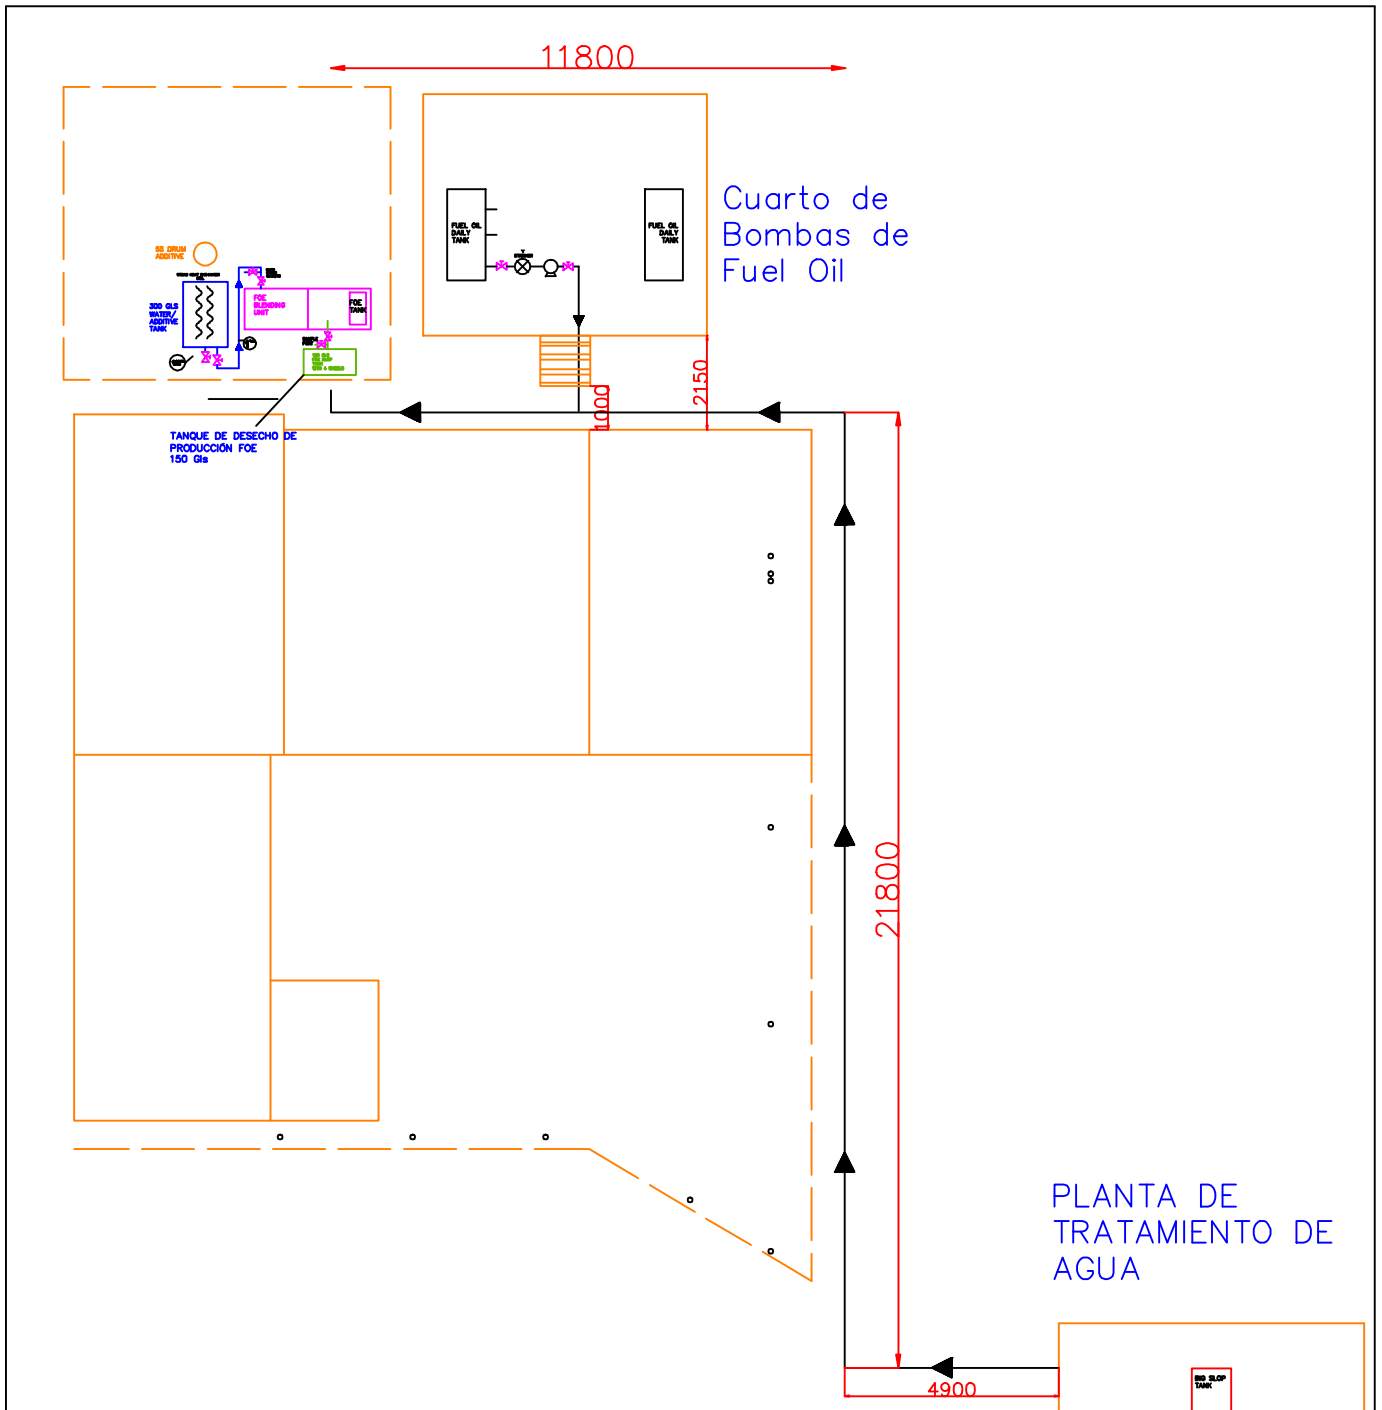 11800
Cuarto de
Bombas de
Fuel Oil
FUEL OIL
DAILY
TANK
FUEL OIL
DAILY
TANK
55 DRUM
ADDITIVE
300 GLS
WATER/
ADDITIVE
TANK
FOE
BLENDING
UNIT
FOE
TANK
TANQUE DE DESECHO DE
PRODUCCIÓN FOE
150 Gls
1000
2150
21800
PLANTA DE
TRATAMIENTO DE
AGUA
4900
BIG SLOP
TANK